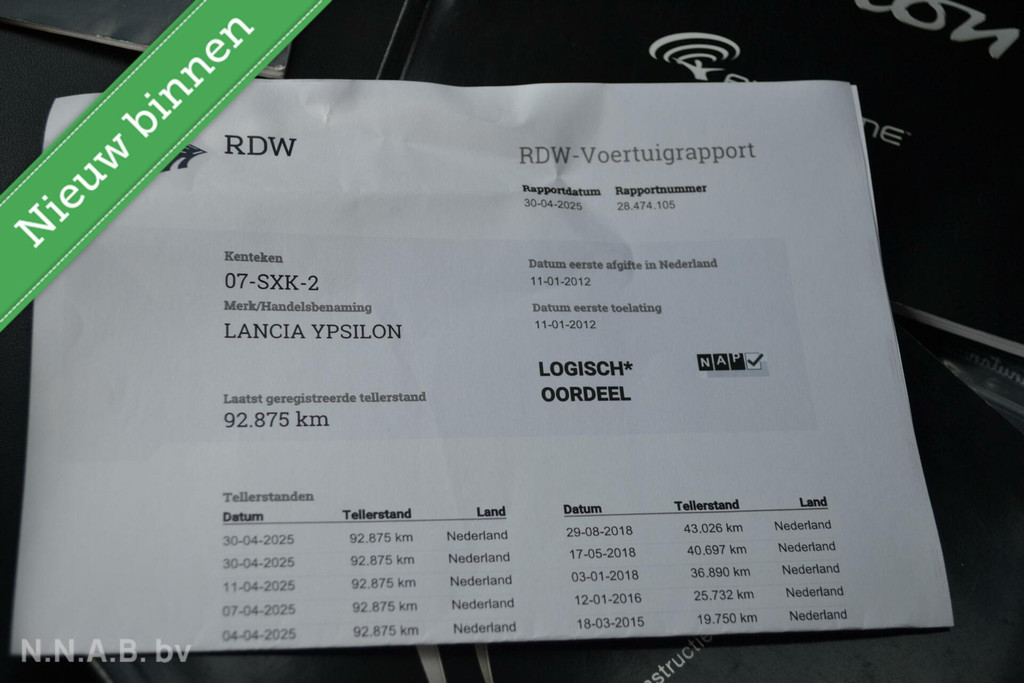 Nieuw binnen
RDW
RDW-Voertuigrapport
Rapportdatum Rapportnummer
30-04-2025 28.474.105
Kenteken
07-SXK-2
Merk/Handelsbenaming
LANCIA YPSILON
Datum eerste afgifte in Nederland
11-01-2012
Datum eerste toelating
11-01-2012
LOGISCH*
OORDEEL
NAP
Laatst geregistreerde tellerstand
92.875 km
Tellerstanden
Datum Tellerstand Land
30-04-2025 92.875 km Nederland
30-04-2025 92.875 km Nederland
11-04-2025 92.875 km Nederland
07-04-2025 92.875 km Nederland
04-04-2025 92.875 km Nederland
Datum Tellerstand Land
29-08-2018 43.026 km Nederland
17-05-2018 40.697 km Nederland
03-01-2018 36.890 km Nederland
12-01-2016 25.732 km Nederland
18-03-2015 19.750 km Nederland
N.N.A.B. bv